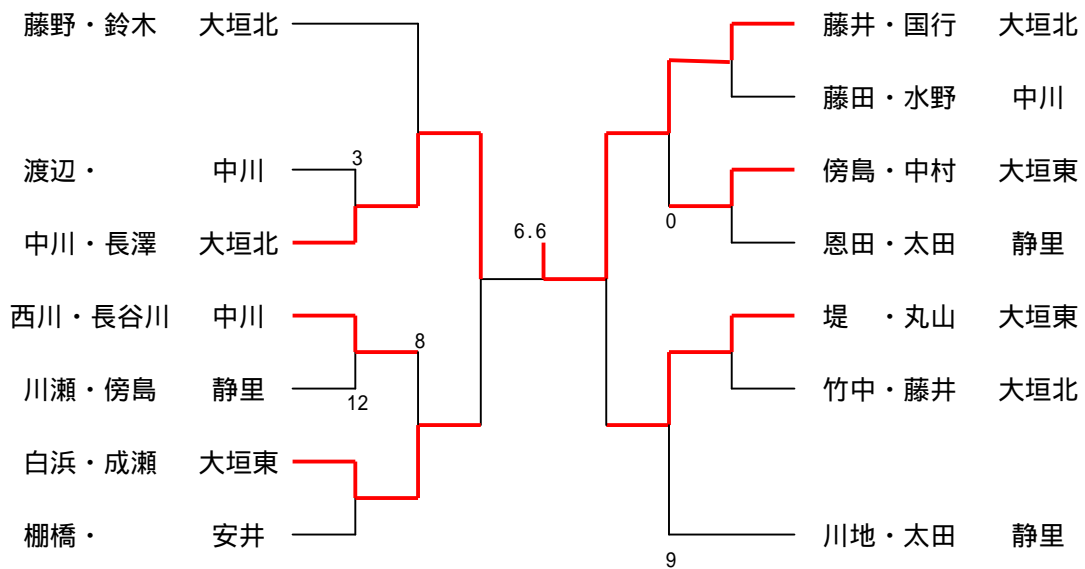 藤野・鈴木 大垣北
渡辺・ 中川
中川・長澤 大垣北
西川・長谷川 中川
川瀬・傍島 静里
白浜・成瀬 大垣東
棚橋・ 安井
3
12
8
6.6
藤井・国行 大垣北
藤田・水野 中川
傍島・中村 大垣東
恩田・太田 静里
堤 ・丸山 大垣東
竹中・藤井 大垣北
川地・太田 静里
0
9